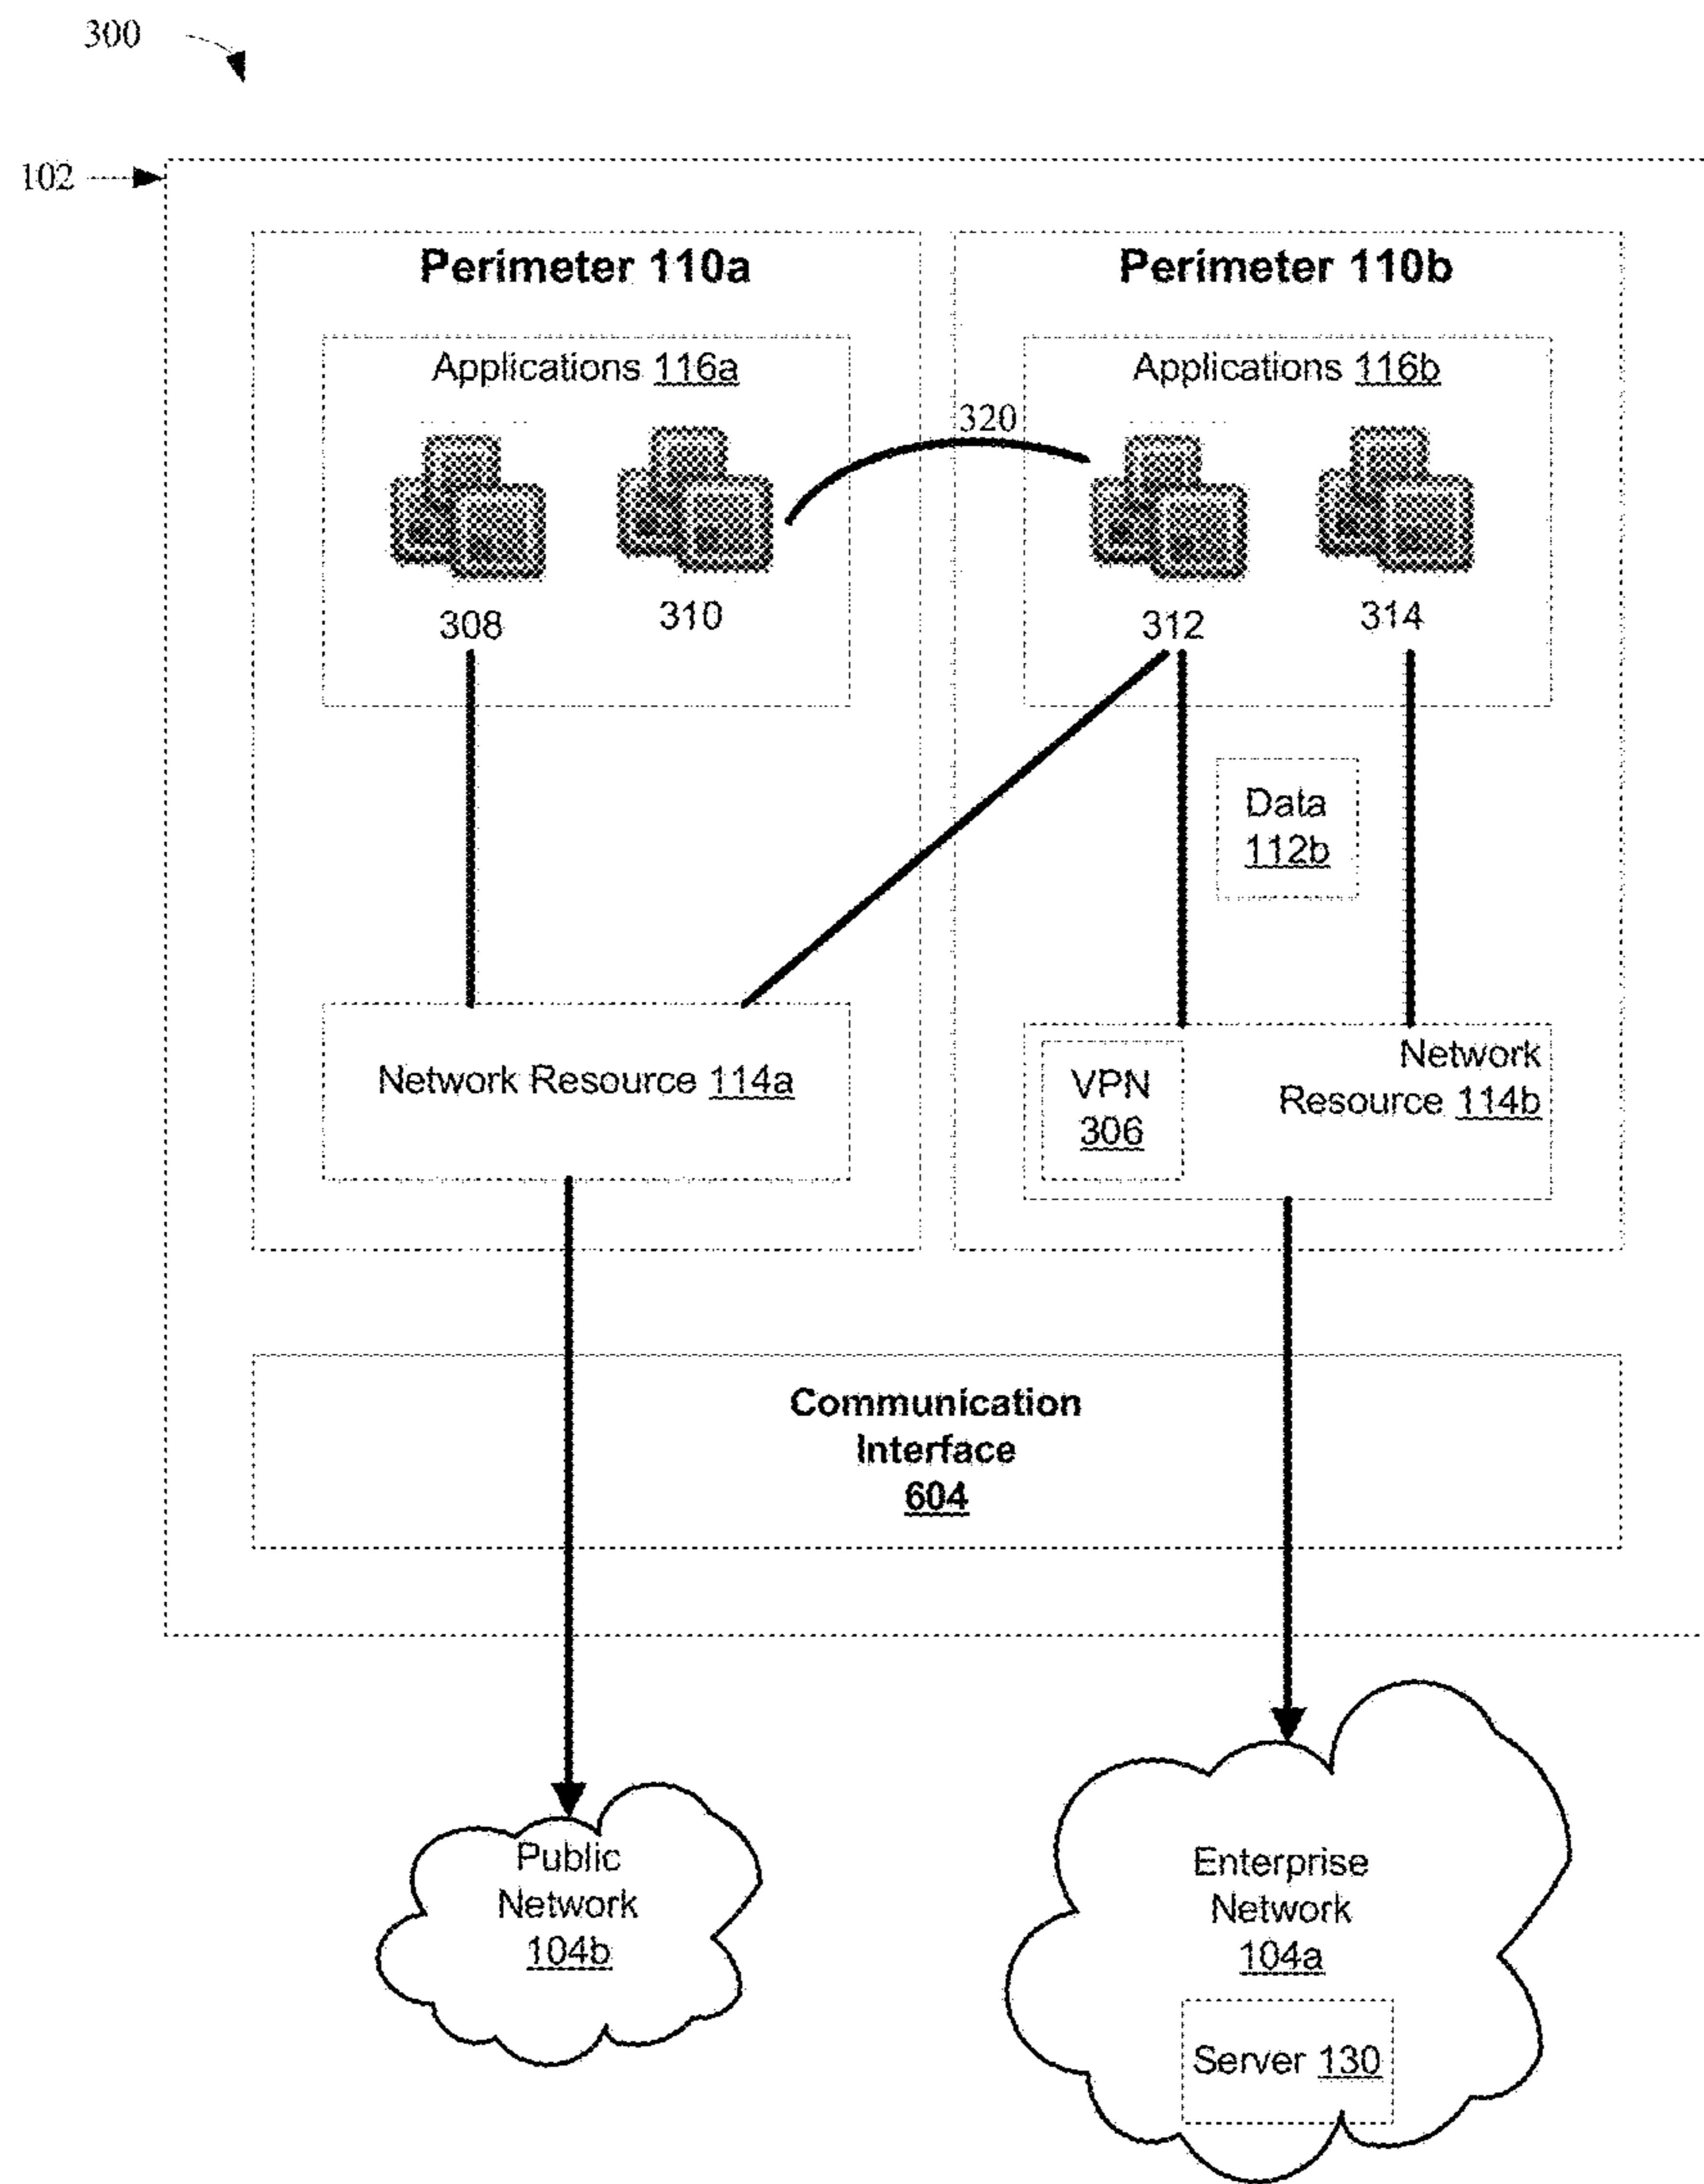 300
102
Perimeter 110a
Perimeter 110b
Applications 116a
Applications 116b
320
308
310
312
314
Data
112b
Network Resource 114a
VPN
306
Network
Resource 114b
Communication
Interface
604
Public
Network
104b
Enterprise
Network
104a
Server 130